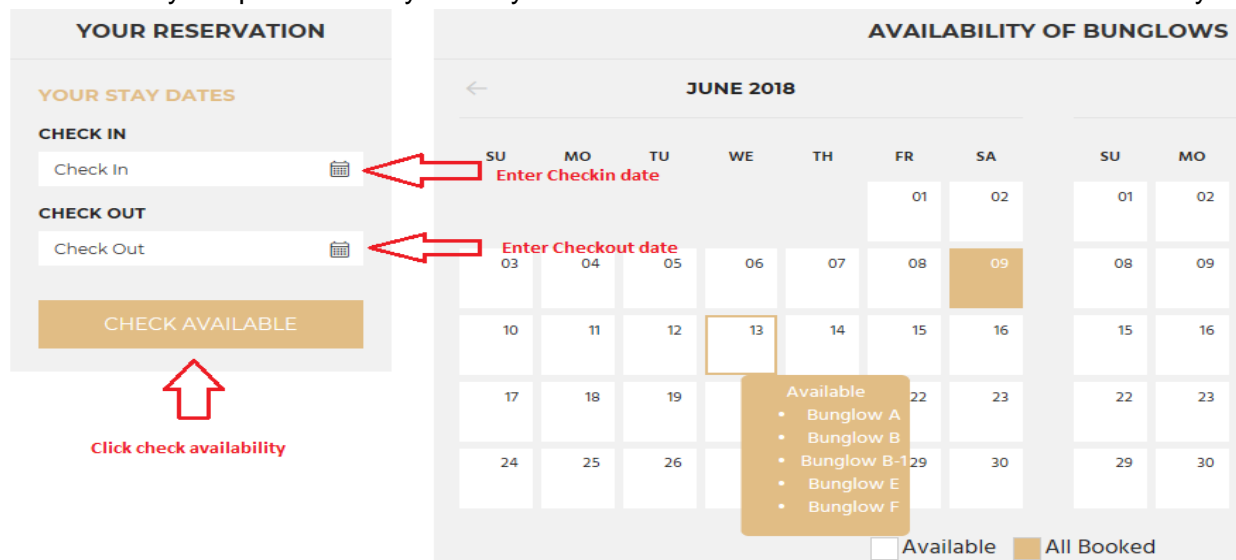 YOUR RESERVATION
YOUR STAY DATES
CHECK IN
Check In
Enter Checkin date
CHECK OUT
Check Out
Enter Checkout date
CHECK AVAILABLE
Click check availability
AVAILABILITY OF BUNGLOWS
JUNE 2018
SU MO TU WE TH FR SA
01 02
03 04 05 06 07 08 09
10 11 12 13 14 15 16
17 18 19 22 23
24 25 26 29 30
Available
• Bunglow A
• Bunglow B
• Bunglow B-1
• Bunglow E
• Bunglow F
SU MO
01 02
08 09
15 16
22 23
29 30
Available All Booked